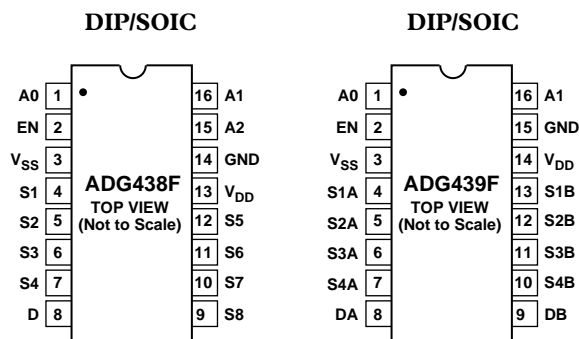 DIP/SOIC
A0 1 16 A1
EN 2 15 A2
VSS 3 14 GND
S1 4 13 VDD
S2 5 12 S5
S3 6 11 S6
S4 7 10 S7
D 8 9 S8
ADG438F
TOP VIEW
(Not to Scale)
DIP/SOIC
A0 1 16 A1
EN 2 15 GND
VSS 3 14 VDD
S1A 4 13 S1B
S2A 5 12 S2B
S3A 6 11 S3B
S4A 7 10 S4B
DA 8 9 DB
ADG439F
TOP VIEW
(Not to Scale)